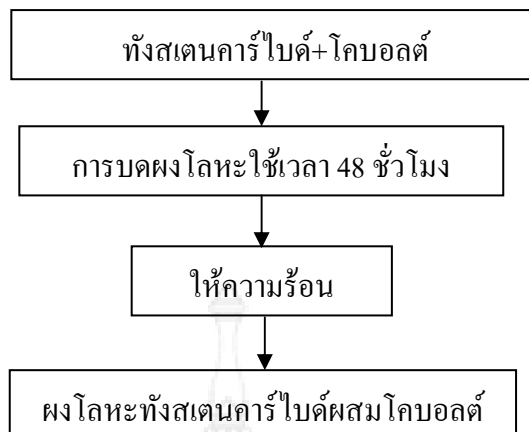 ทังสเตนคาร์ไบด์+โคบอลต์
การบดผงโลหะใช้เวลา 48 ชั่วโมง
ให้ความร้อน
ผงโลหะทังสเตนคาร์ไบด์ผสมโคบอลต์